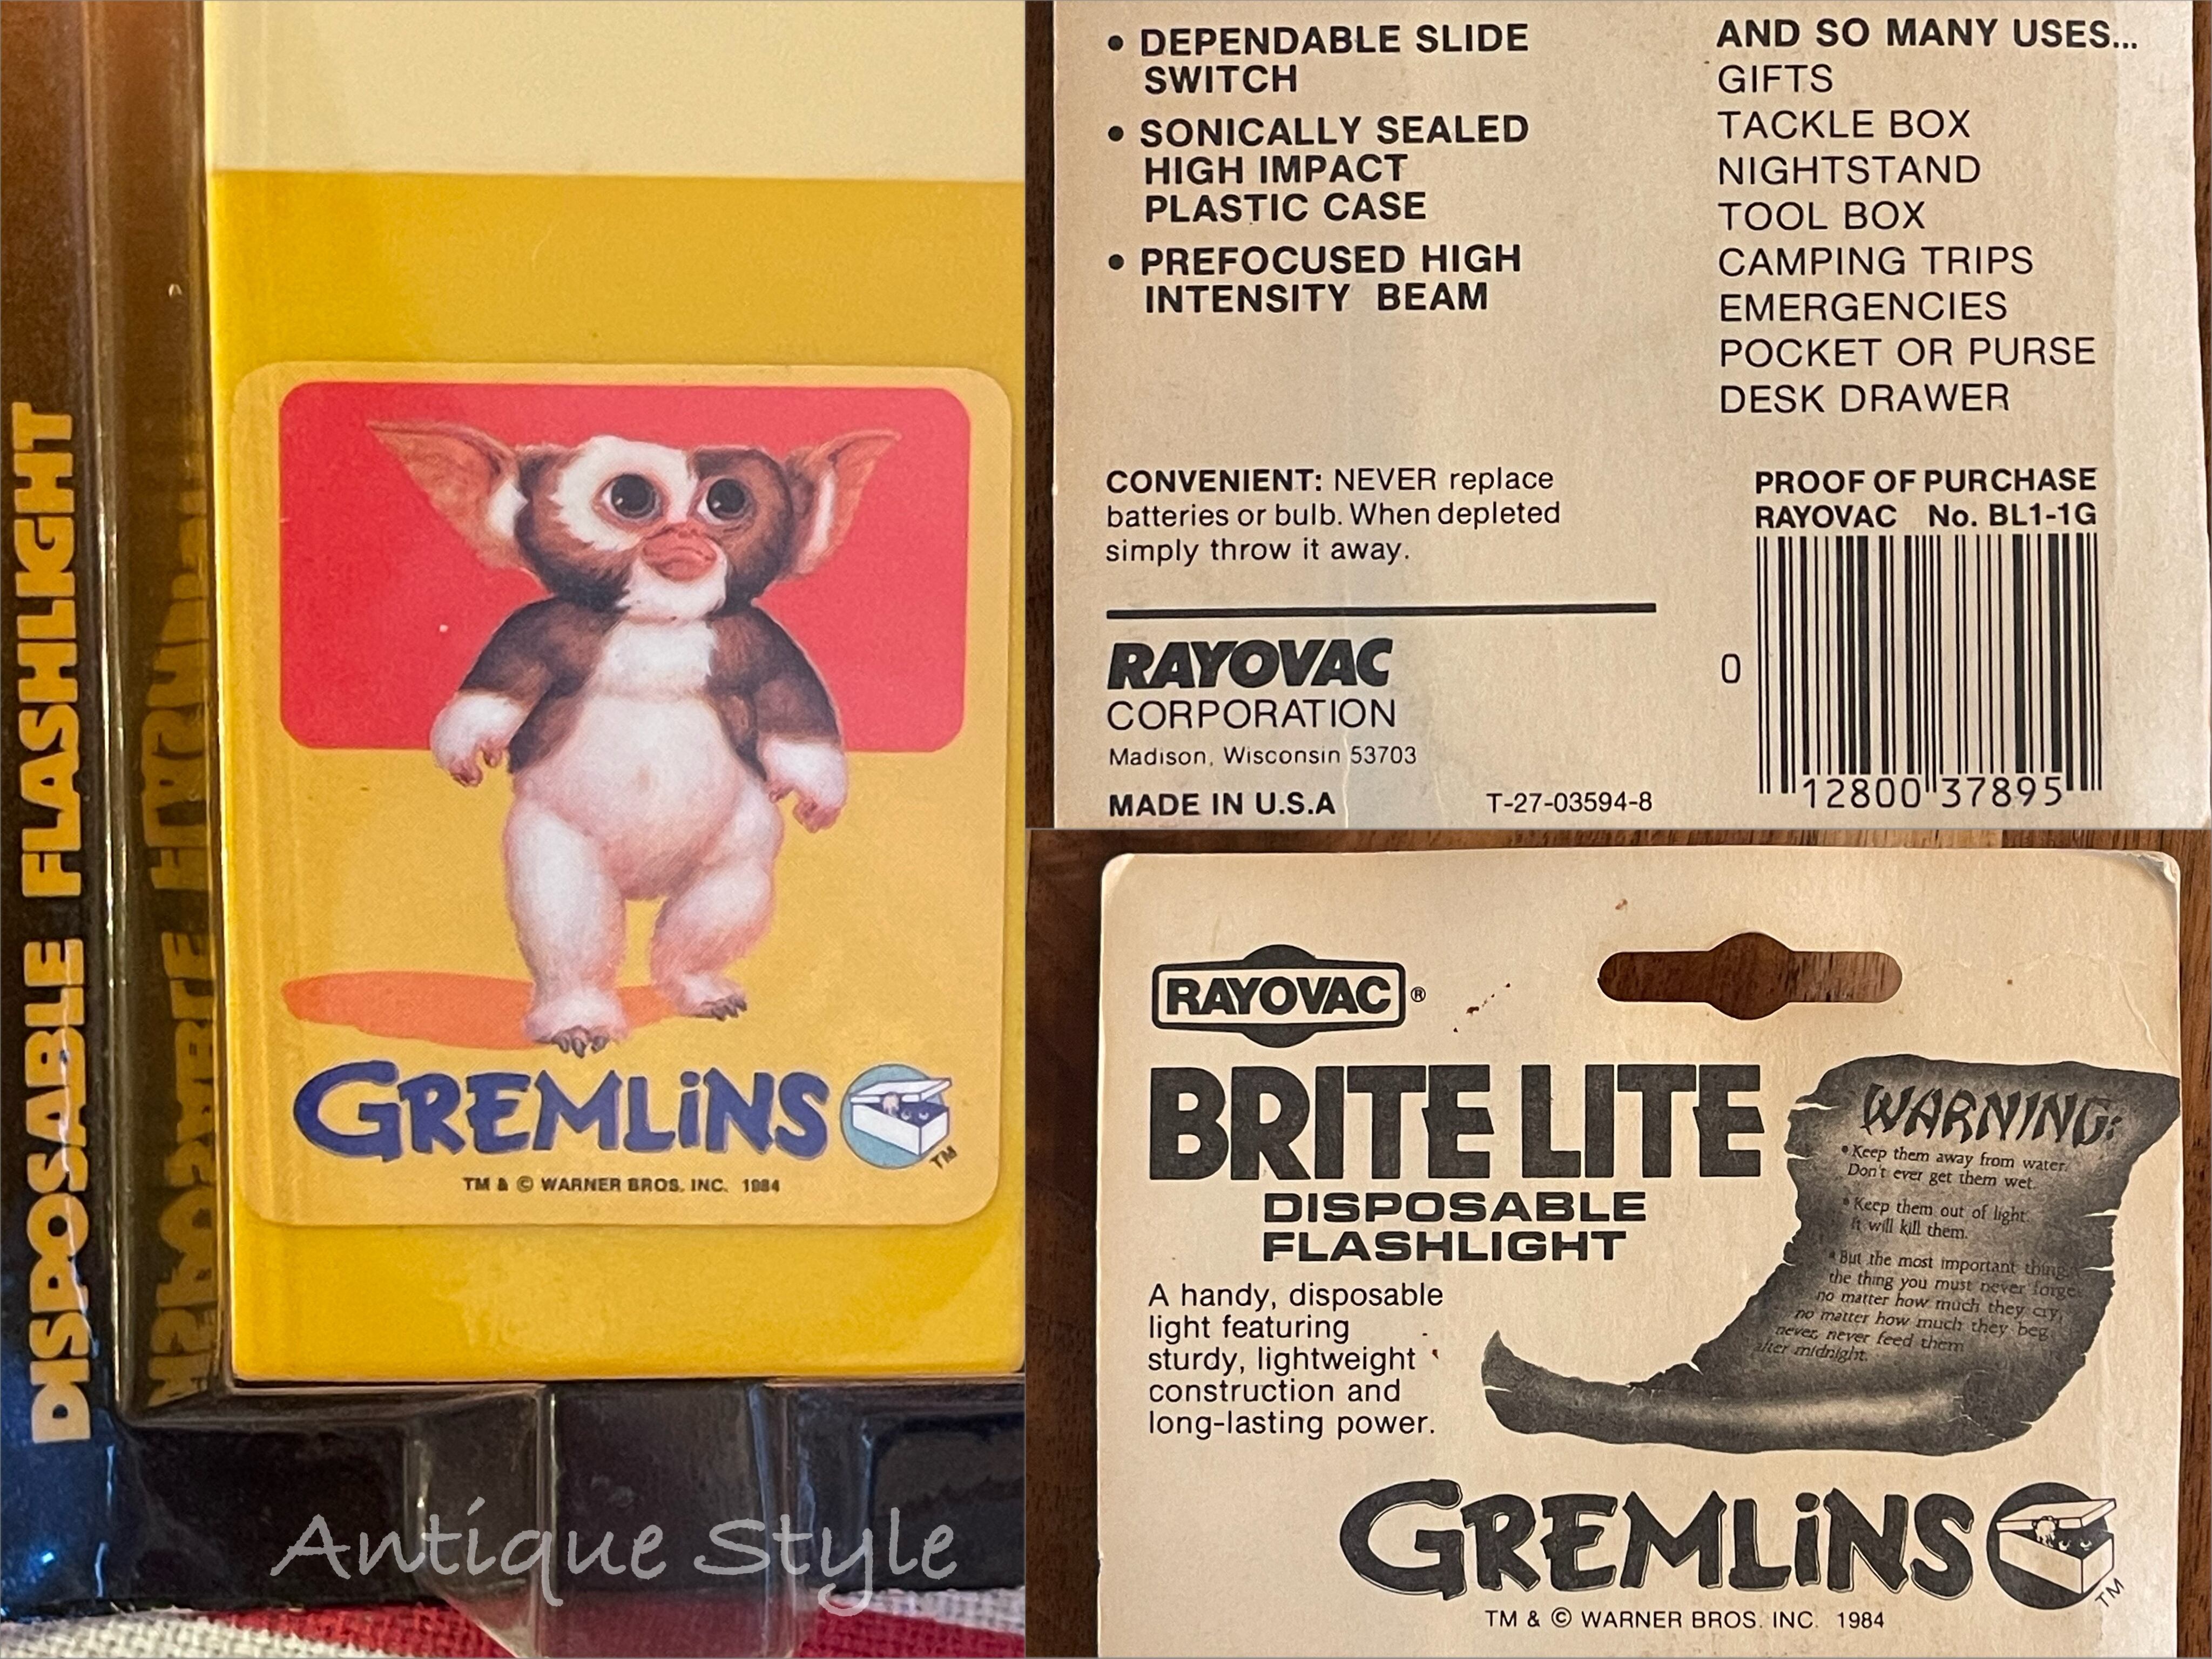 DISPOSABLE FLASHLIGHT
GREMLiNS
TM
TM & © WARNER BROS. INC. 1984
Antique Style
• DEPENDABLE SLIDE
SWITCH
• SONICALLY SEALED
HIGH IMPACT
PLASTIC CASE
• PREFOCUSED HIGH
INTENSITY BEAM
AND SO MANY USES...
GIFTS
TACKLE BOX
NIGHTSTAND
TOOL BOX
CAMPING TRIPS
EMERGENCIES
POCKET OR PURSE
DESK DRAWER
CONVENIENT: NEVER replace
batteries or bulb. When depleted
simply throw it away.
RAYOVAC
CORPORATION
Madison, Wisconsin 53703
MADE IN U.S.A
T-27-03594-8
PROOF OF PURCHASE
RAYOVAC No. BL1-1G
0 12800 37895
RAYOVAC ®
BRITE LITE
DISPOSABLE
FLASHLIGHT
A handy, disposable
light featuring
sturdy, lightweight
construction and
long-lasting power.
WARNING:
• Keep them away from water.
Don't ever get them wet.
• Keep them out of light.
It will kill them.
• But the most important thing,
the thing you must never forget
no matter how much they cry,
no matter how much they beg,
never, never feed them
after midnight.
GREMLiNS
TM
TM & © WARNER BROS. INC. 1984